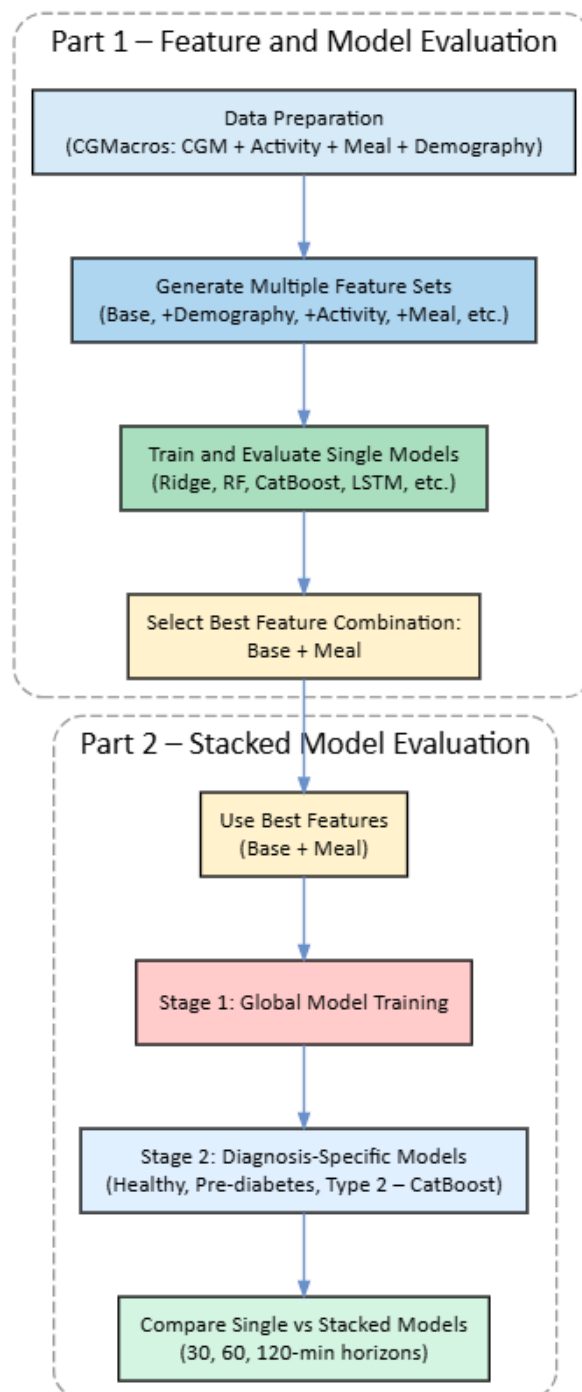 Part 1 – Feature and Model Evaluation
Data Preparation
(CGMacros: CGM + Activity + Meal + Demography)
Generate Multiple Feature Sets
(Base, +Demography, +Activity, +Meal, etc.)
Train and Evaluate Single Models
(Ridge, RF, CatBoost, LSTM, etc.)
Select Best Feature Combination:
Base + Meal
Part 2 – Stacked Model Evaluation
Use Best Features
(Base + Meal)
Stage 1: Global Model Training
Stage 2: Diagnosis-Specific Models
(Healthy, Pre-diabetes, Type 2 – CatBoost)
Compare Single vs Stacked Models
(30, 60, 120-min horizons)